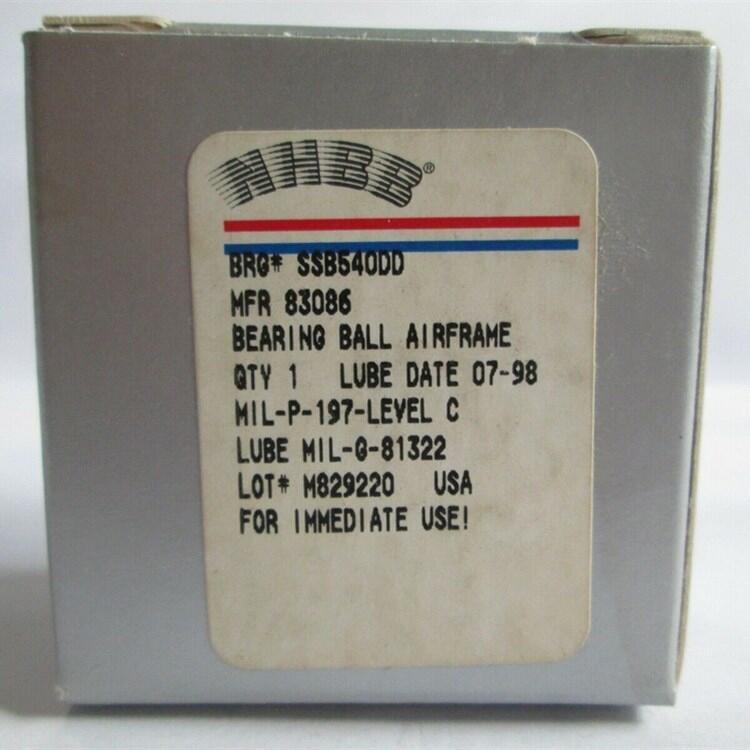 NHBB®
BRG# SSB540DD
MFR 83086
BEARING BALL AIRFRAME
QTY 1 LUBE DATE 07-98
MIL-P-197-LEVEL C
LUBE MIL-G-81322
LOT# M829220 USA
FOR IMMEDIATE USE!